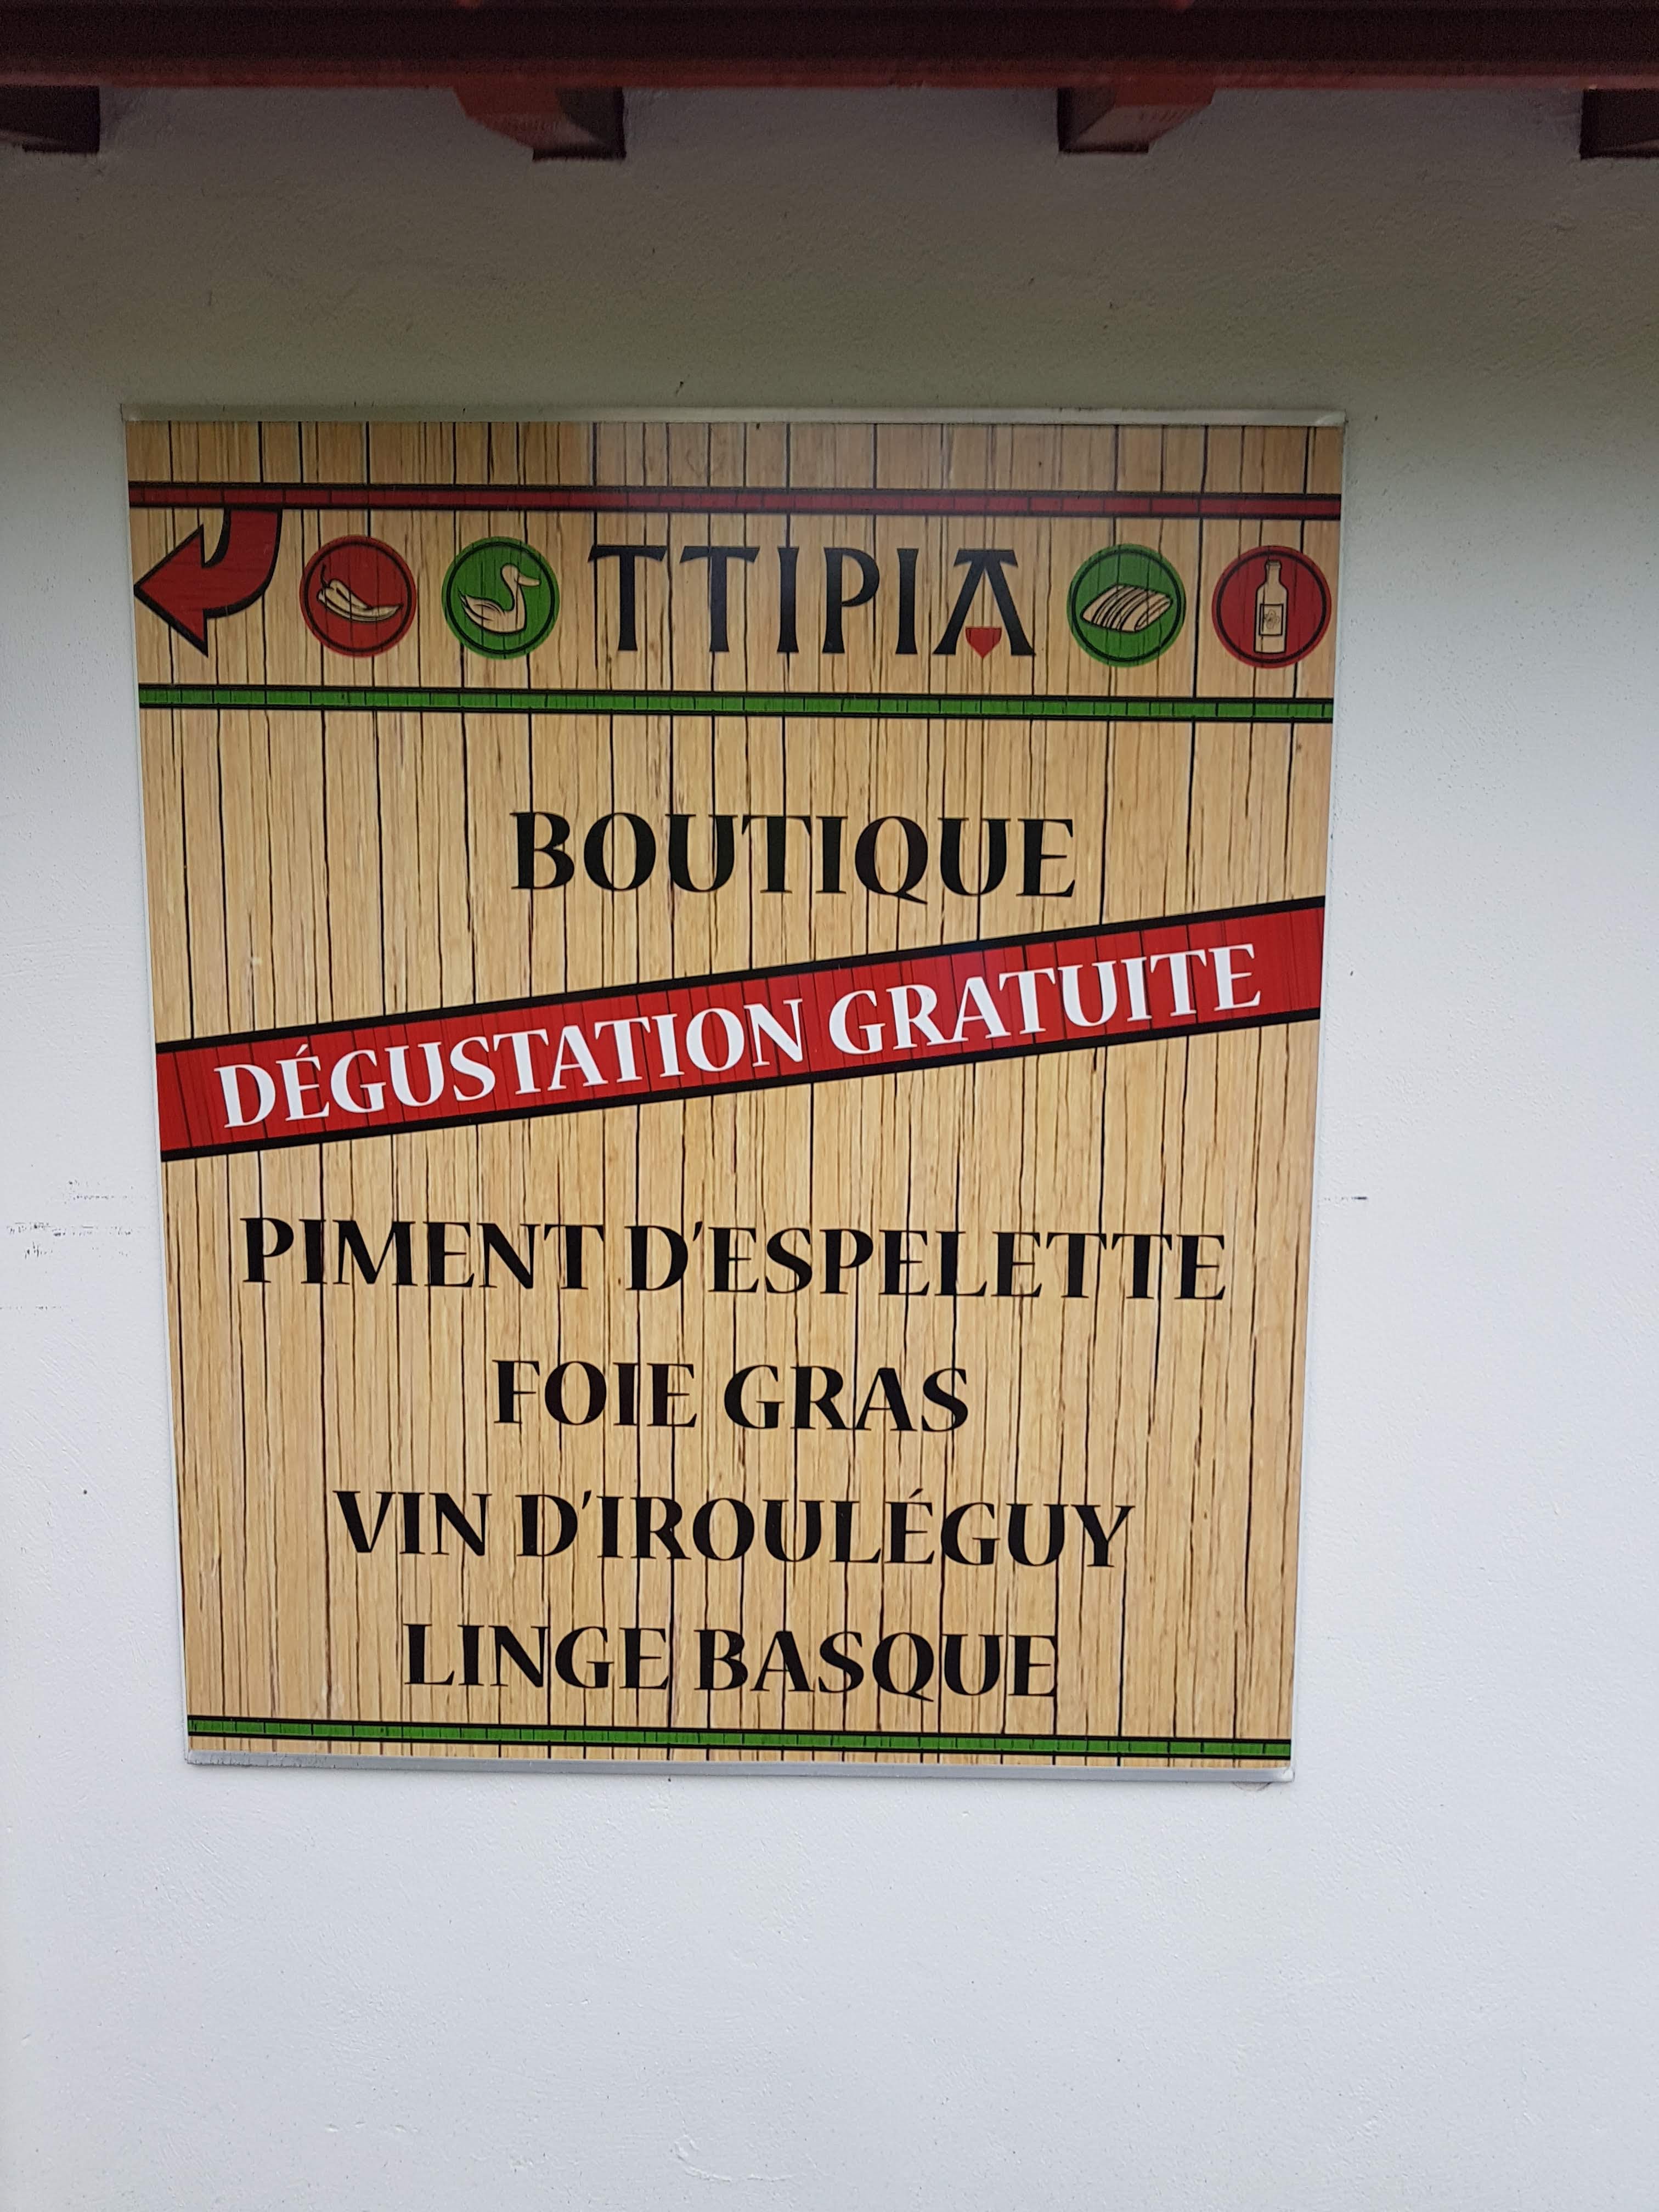 TTIPIA
BOUTIQUE
DÉGUSTATION GRATUITE
PIMENT D'ESPELETTE
FOIE GRAS
VIN D'IROULÉGUY
LINGE BASQUE